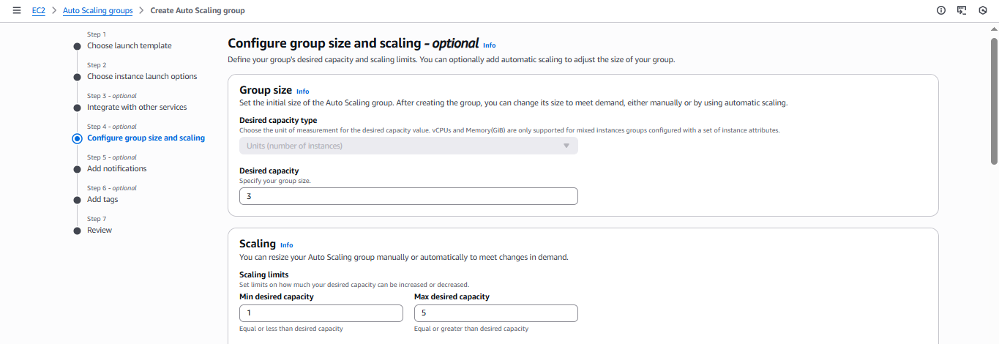 EC2 > Auto Scaling groups > Create Auto Scaling group
Step 1
Choose launch template
Step 2
Choose instance launch options
Step 3 - optional
Integrate with other services
Step 4 - optional
Configure group size and scaling
Step 5 - optional
Add notifications
Step 6 - optional
Add tags
Step 7
Review
Configure group size and scaling - optional Info
Define your group's desired capacity and scaling limits. You can optionally add automatic scaling to adjust the size of your group.
Group size Info
Set the initial size of the Auto Scaling group. After creating the group, you can change its size to meet demand, either manually or by using automatic scaling.
Desired capacity type
Choose the unit of measurement for the desired capacity value. vCPUs and Memory(GiB) are only supported for mixed instances groups configured with a set of instance attributes.
Units (number of instances)
Desired capacity
Specify your group size.
3
Scaling Info
You can resize your Auto Scaling group manually or automatically to meet changes in demand.
Scaling limits
Set limits on how much your desired capacity can be increased or decreased.
Min desired capacity Max desired capacity
1 5
Equal or less than desired capacity Equal or greater than desired capacity